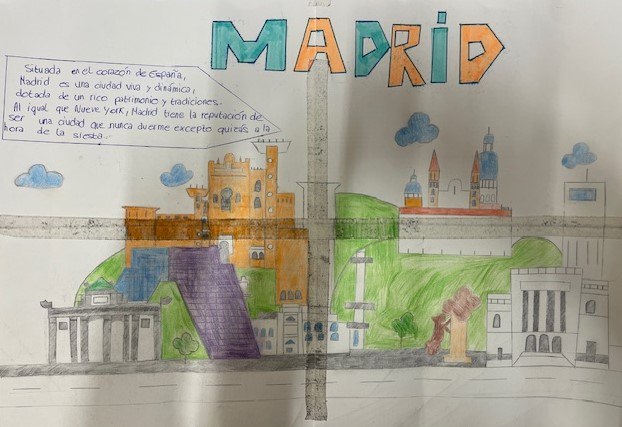 MADRID
Situada en el corazón de España,
Madrid es una ciudad viva y dinámica,
dotada de un rico patrimonio y tradiciones.
Al igual que Nueve York, Madrid tiene la reputación de
ser una ciudad que nunca duerme excepto quizás a la
hora de la siesta...